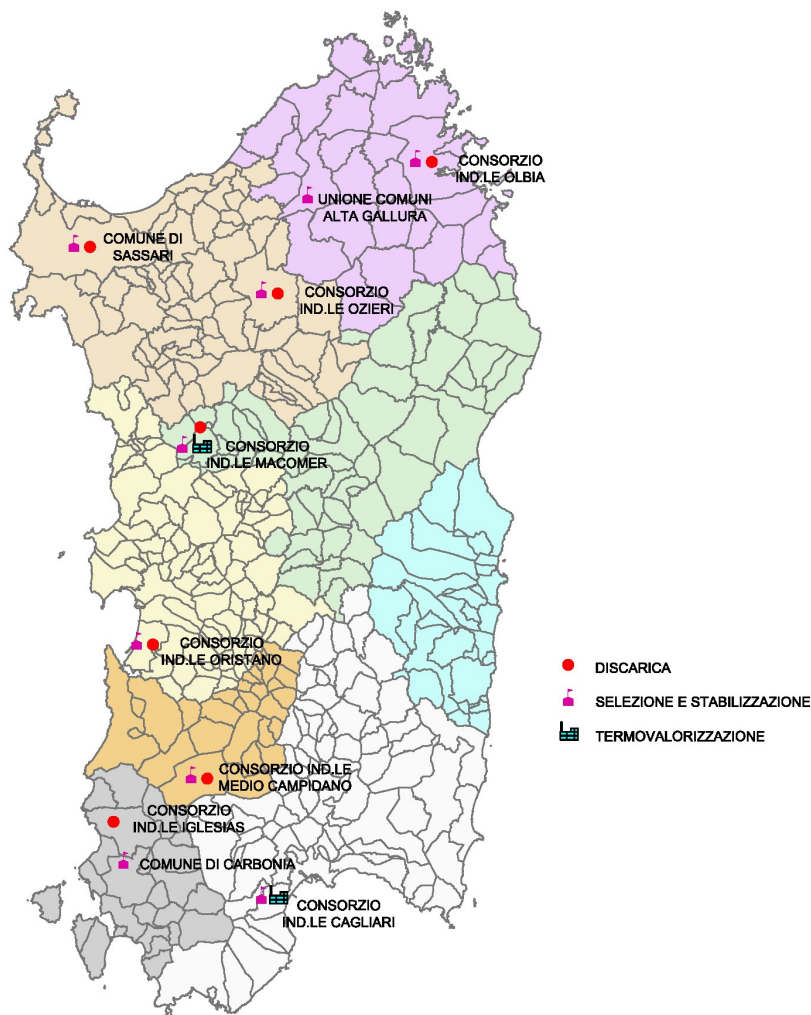 CONSORZIO
IND.LE OLBIA
UNIONE COMUNI
ALTA GALLURA
COMUNE DI
SASSARI
CONSORZIO
IND.LE OZIERI
CONSORZIO
IND.LE MACOMER
CONSORZIO
IND.LE ORISTANO
DISCARICA
SELEZIONE E STABILIZZAZIONE
TERMOVALORIZZAZIONE
CONSORZIO IND.LE
MEDIO CAMPIDANO
CONSORZIO
IND.LE IGLESIAS
COMUNE DI CARBONIA
CONSORZIO
IND.LE CAGLIARI